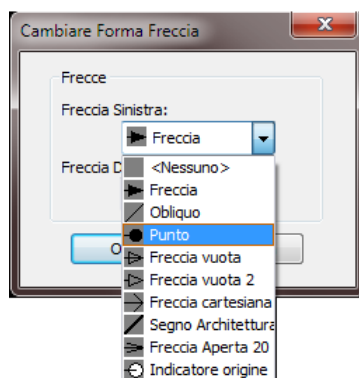 Cambiare Forma Freccia
Frecce
Freccia Sinistra:
Freccia
Freccia D
<Nessuno>
Freccia
Obliquo
Punto
O
Freccia vuota
Freccia vuota 2
Freccia cartesiana
Segno Architettura
Freccia Aperta 20
Indicatore origine